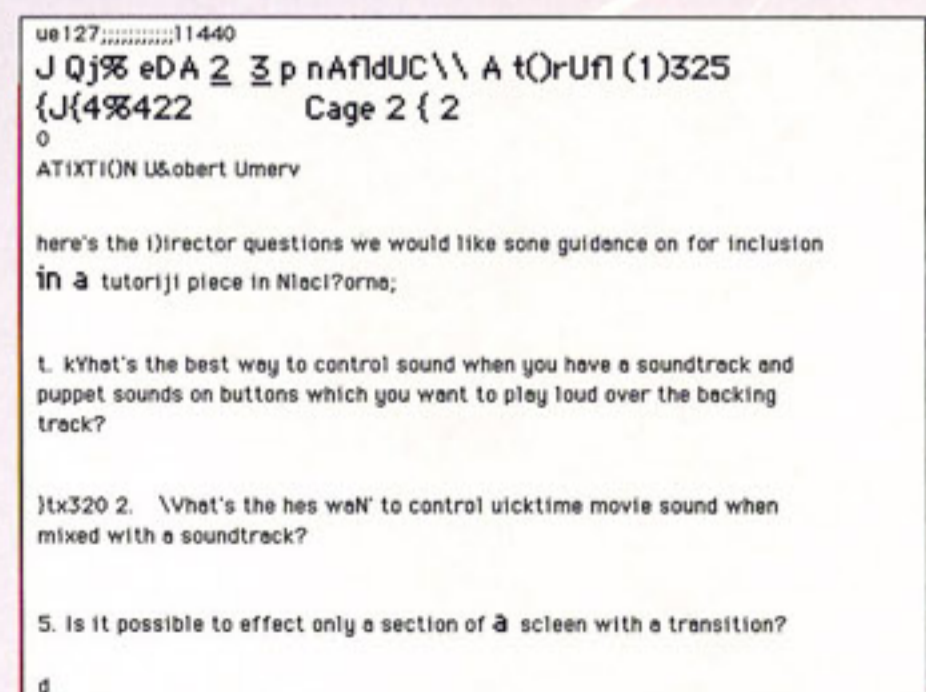 ue127;;;;;;;;;;;11440
J Qj% eDA 2 3 p nAflldUC\\ A t()rUfl (1)325
{J{4%422 Cage 2 { 2
0
ATiXTI()N U&obert Umerv
here's the i)irector questions we would like sone guidance on for inclusion
in a tutoriji piece in Nlacl?orna;
t. kYhat's the best way to control sound when you have a soundtrack and
puppet sounds on buttons which you want to play loud over the backing
track?
}tx320 2. \Vhat's the hes waN' to control uicktime movie sound when
mixed with a soundtrack?
5. Is it possible to effect only a section of a scleen with a transition?
d